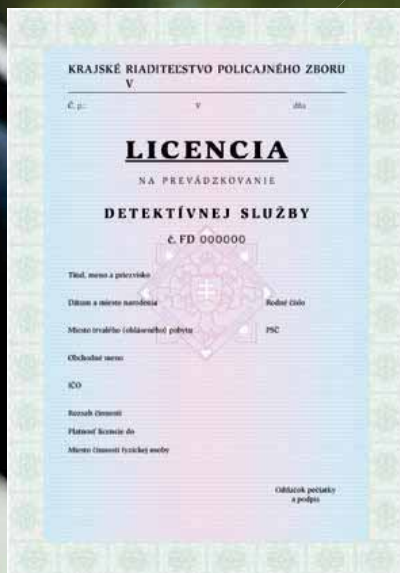 KRAJSKÉ RIADITEĽSTVO POLICAJNÉHO ZBORU
V
Č. p.: v dňa
LICENCIA
NA PREVÁDZKOVANIE
DETEKTÍVNEJ SLUŽBY
č. FD 000000
Titul, meno a priezvisko
Dátum a miesto narodenia Rodné číslo
Miesto trvalého (ohláseného) pobytu PSČ
Obchodné meno
IČO
Rozsah činnosti
Platnosť licencie do
Miesto činnosti fyzickej osoby
Odtlačok pečiatky
a podpis